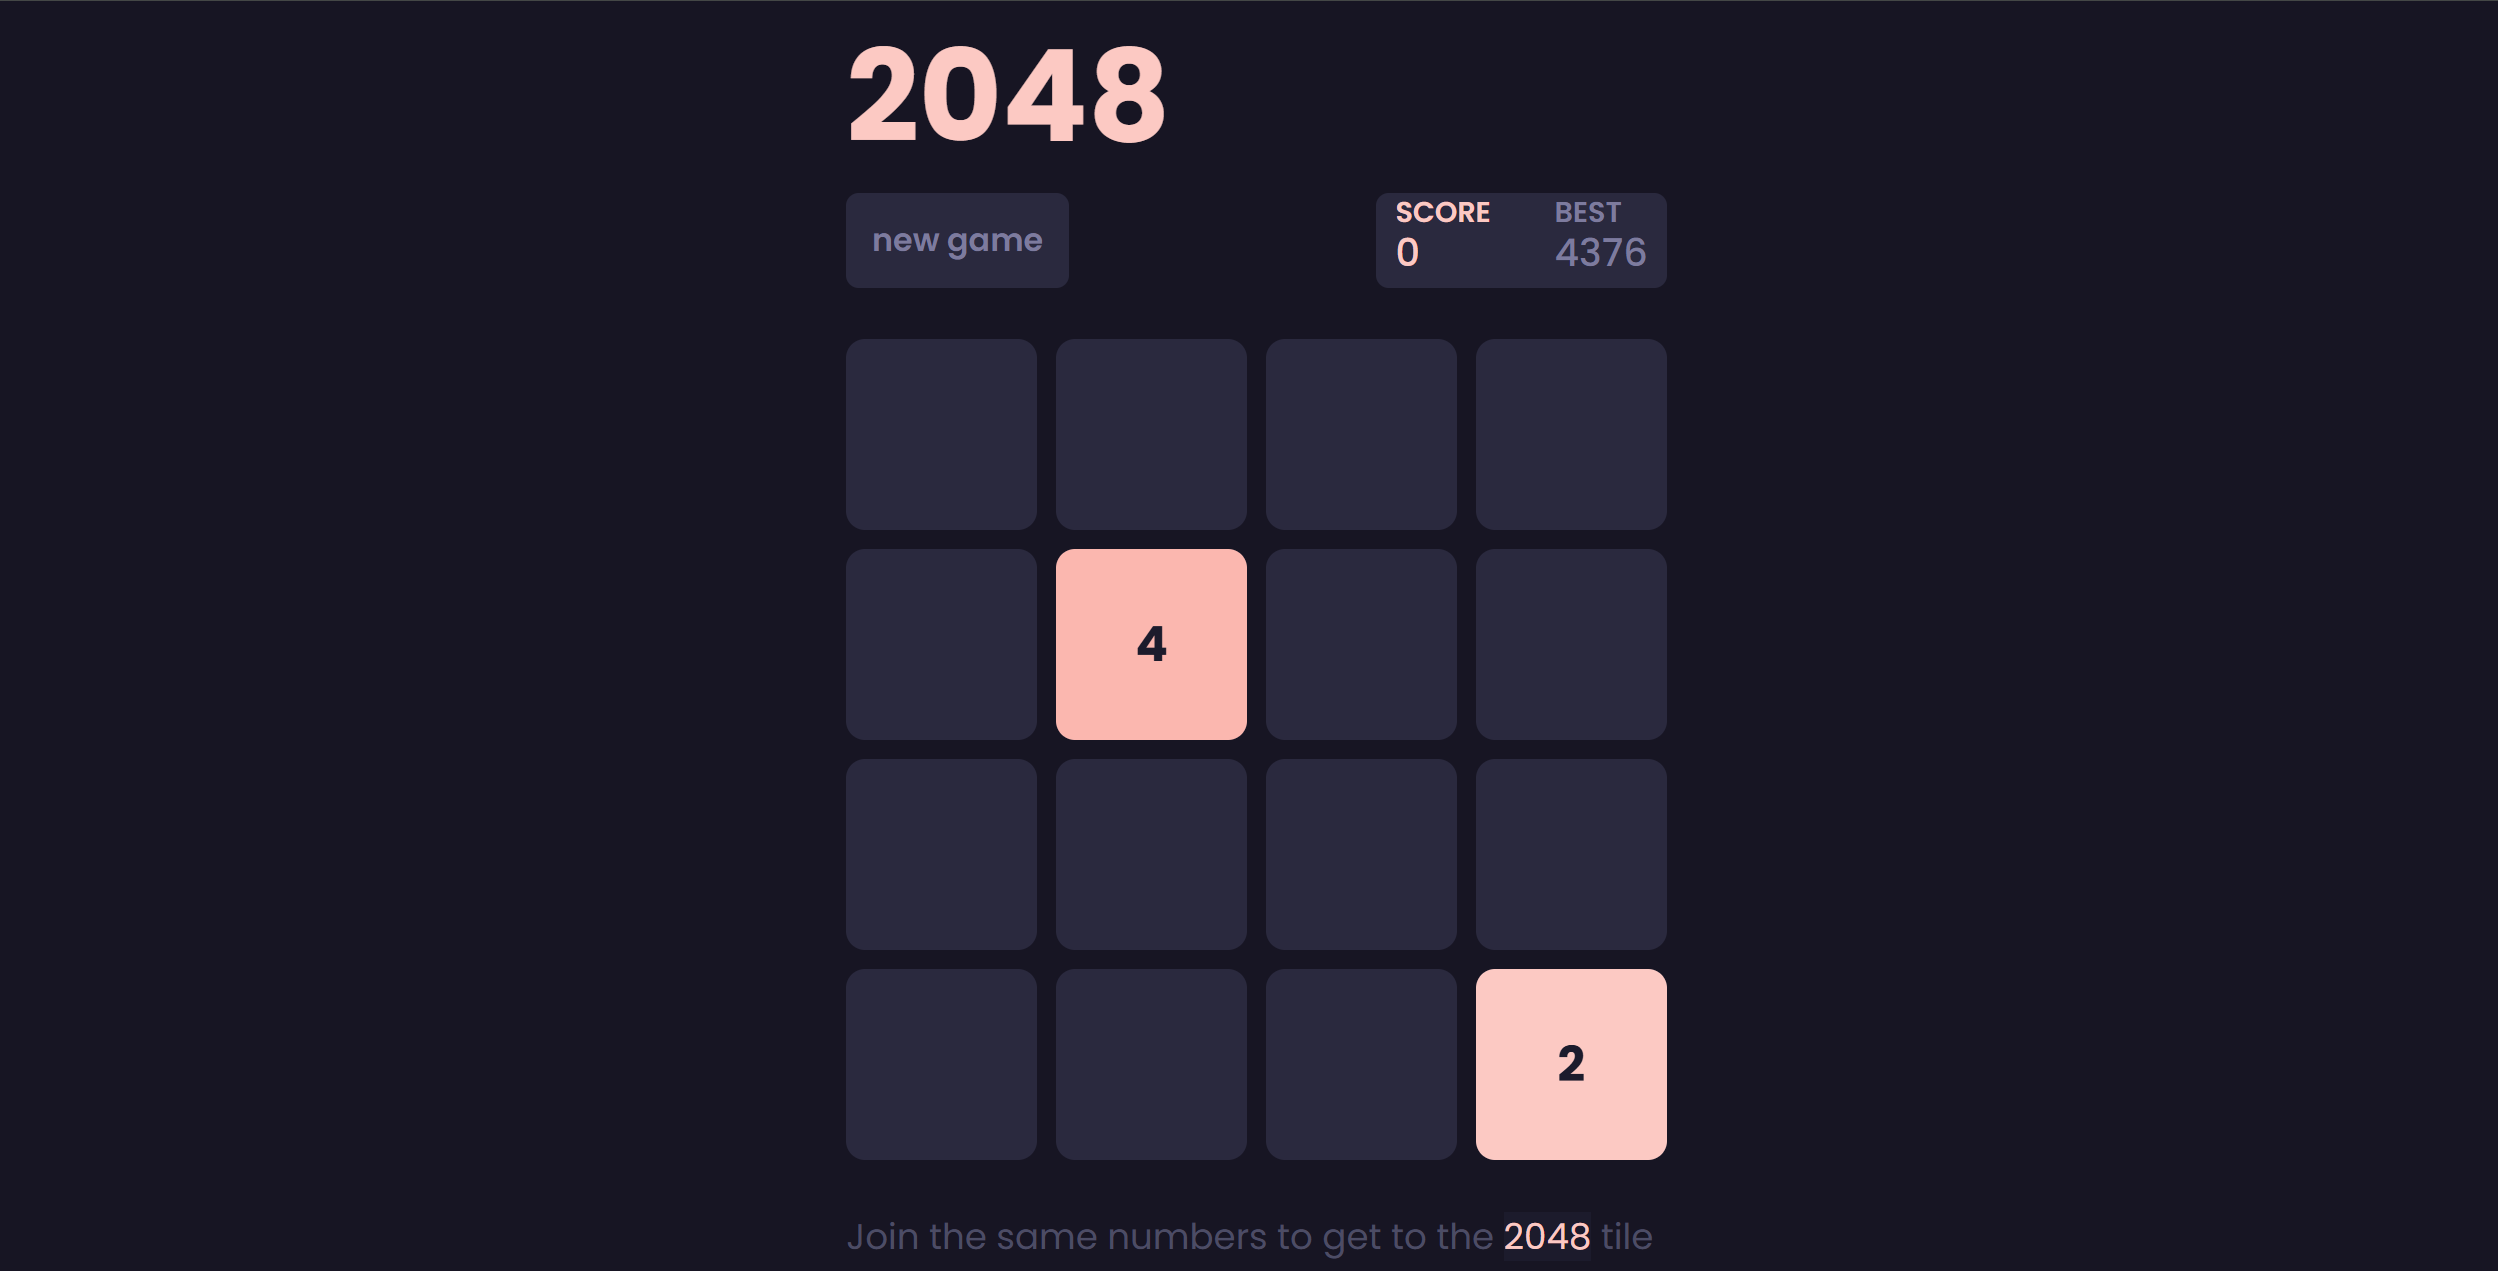 2048
new game
SCORE BEST
0 4376
4
2
Join the same numbers to get to the 2048 tile